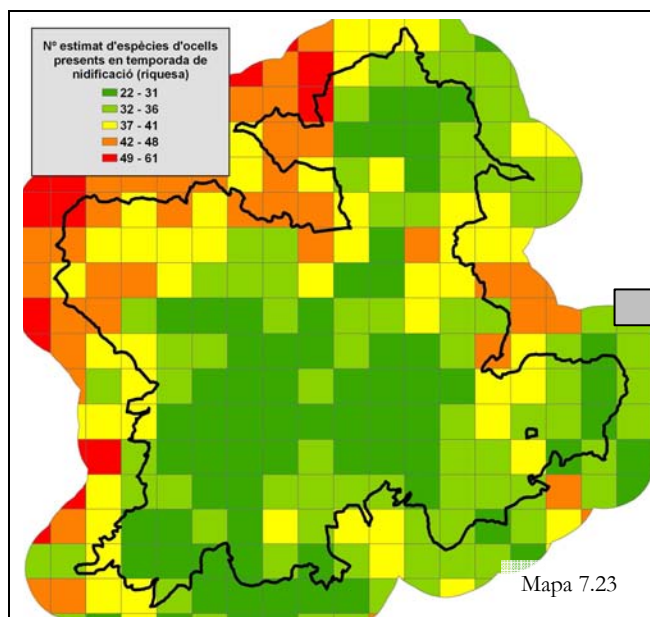 Nº estimat d'espècies d'ocells
presents en temporada de
nidificació (riquesa)
22 - 31
32 - 36
37 - 41
42 - 48
49 - 61
Mapa 7.23